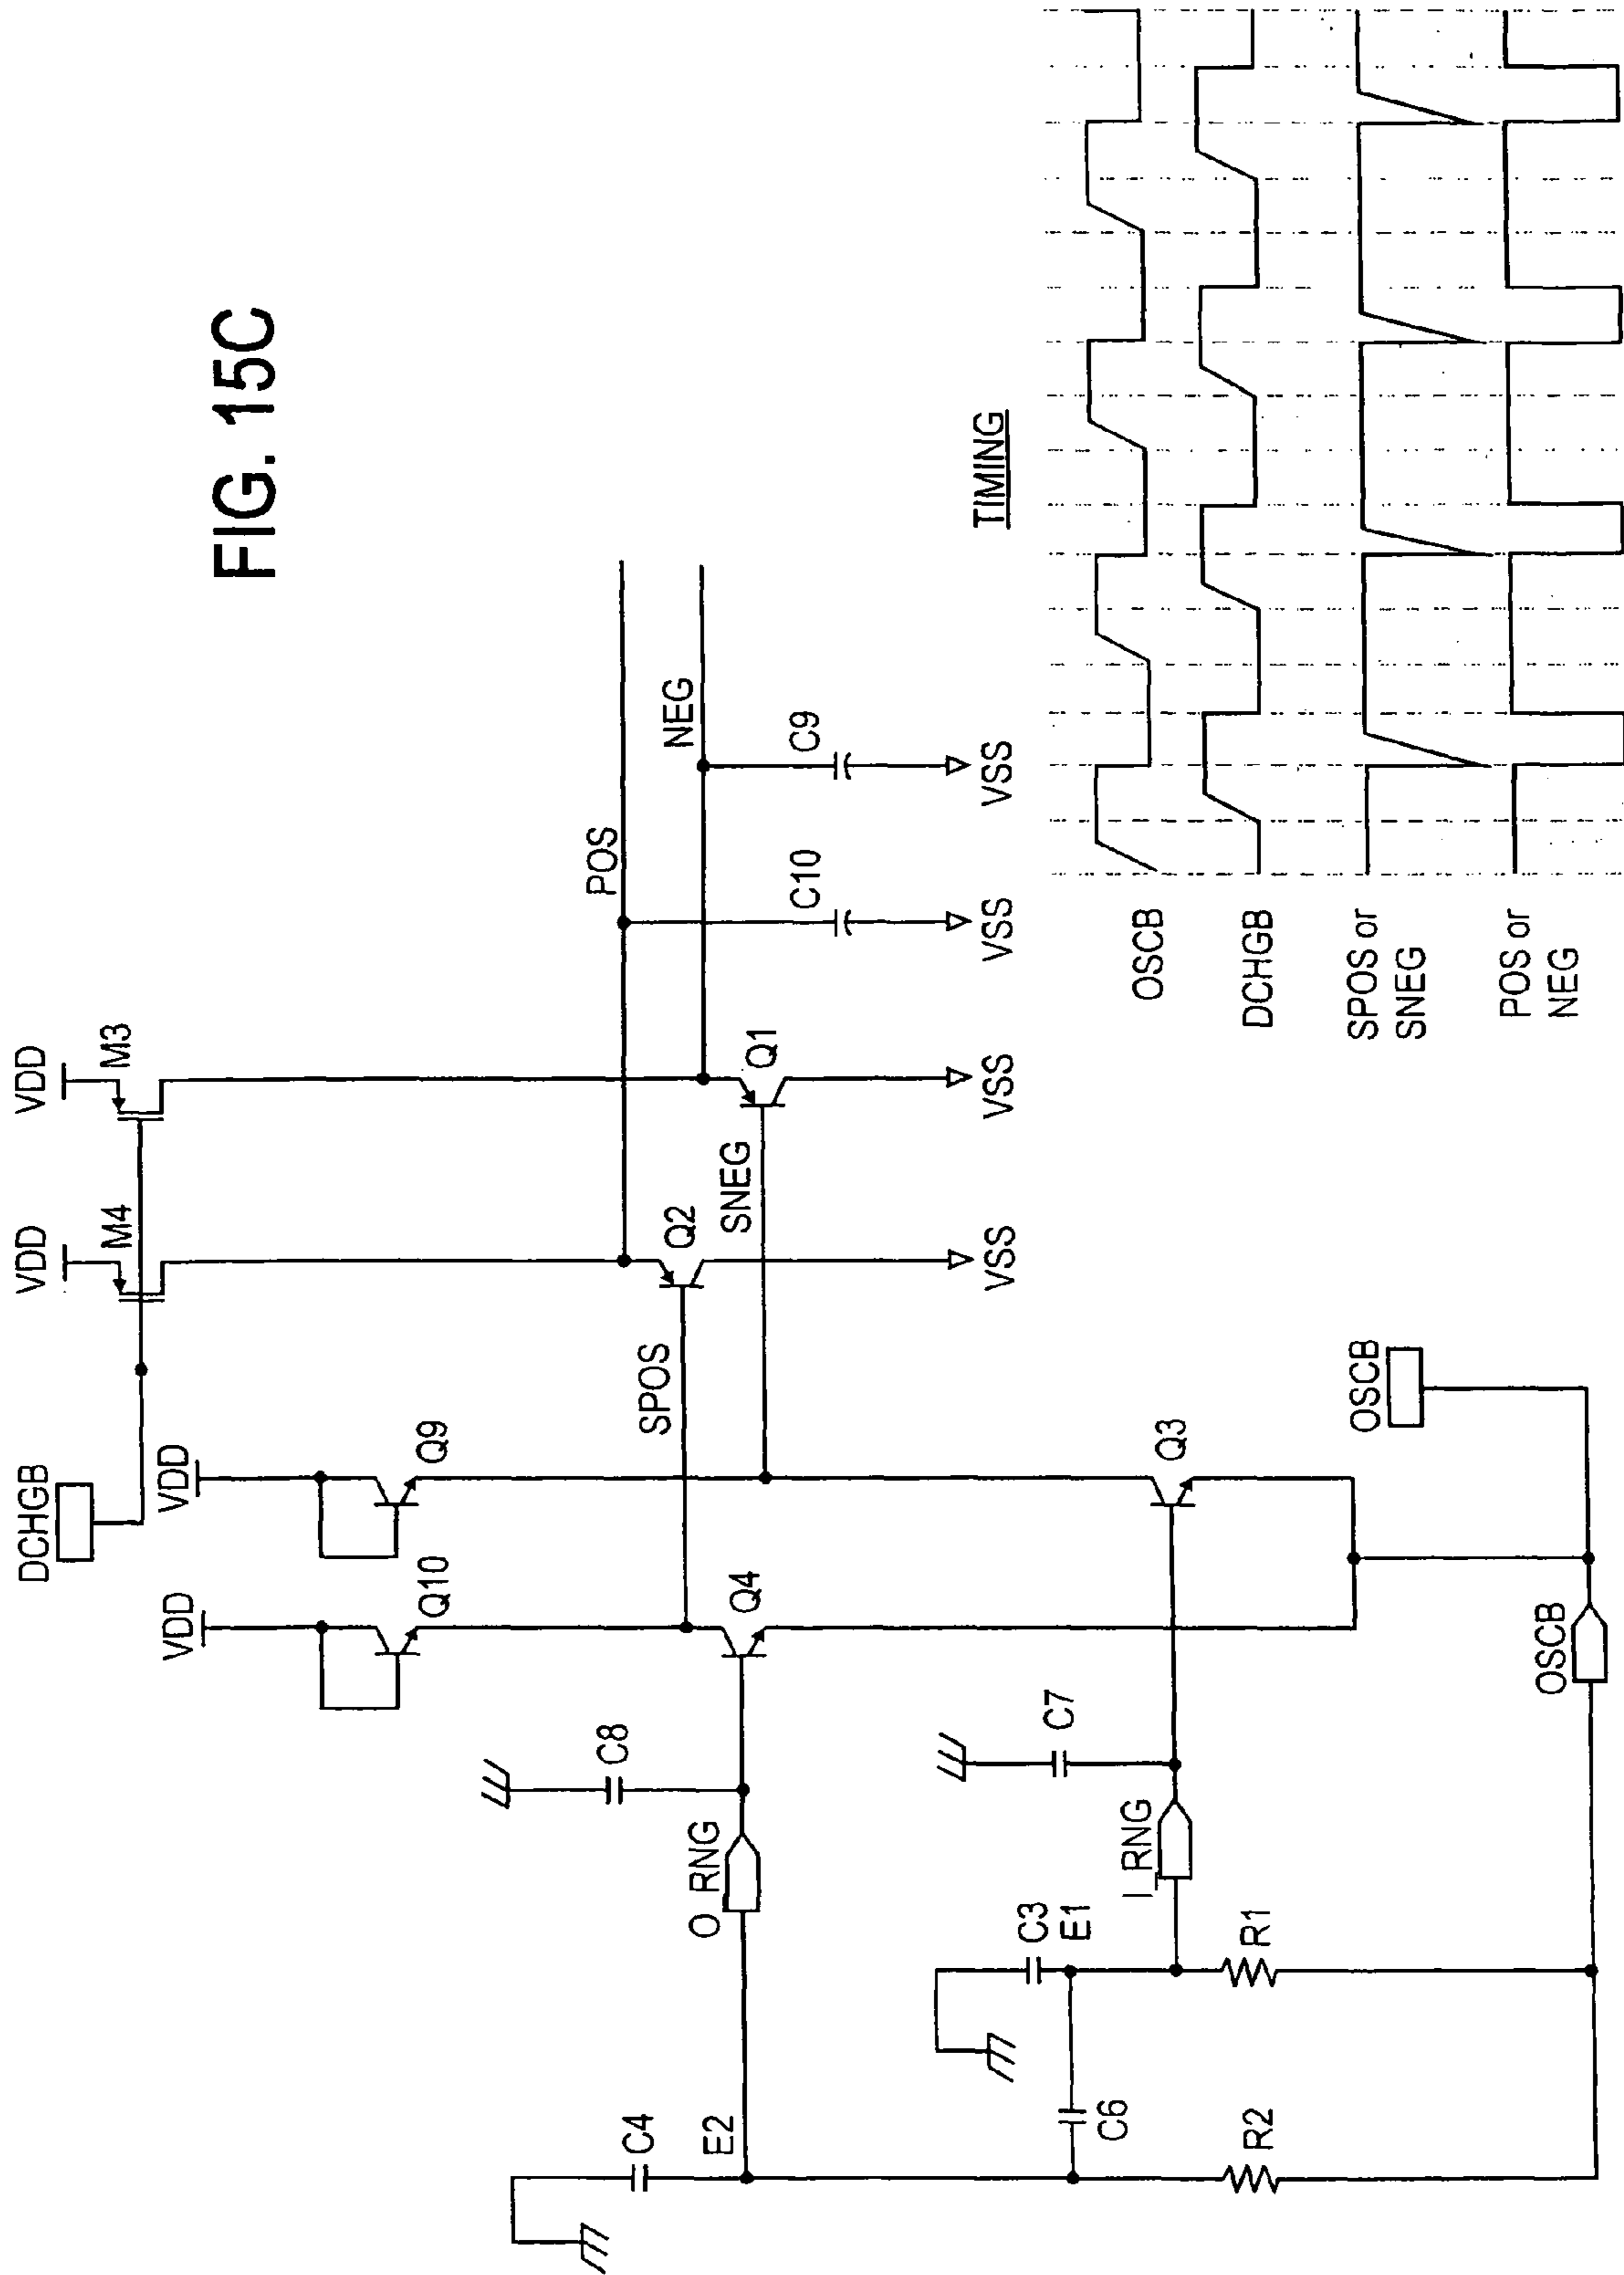 FIG. 15C
DCHGB
VDD
VDD
M4
M3
VDD
VDD
Q10
Q9
POS
NEG
SPOS
Q2
SNEG
Q1
C10
C9
VSS
VSS
VSS
VSS
C8
Q4
C4
E2
O_RNG
C7
Q3
C3
E1
I_RNG
C6
R2
R1
OSCB
OSCB
TIMING
OSCB
DCHGB
SPOS or
SNEG
POS or
NEG